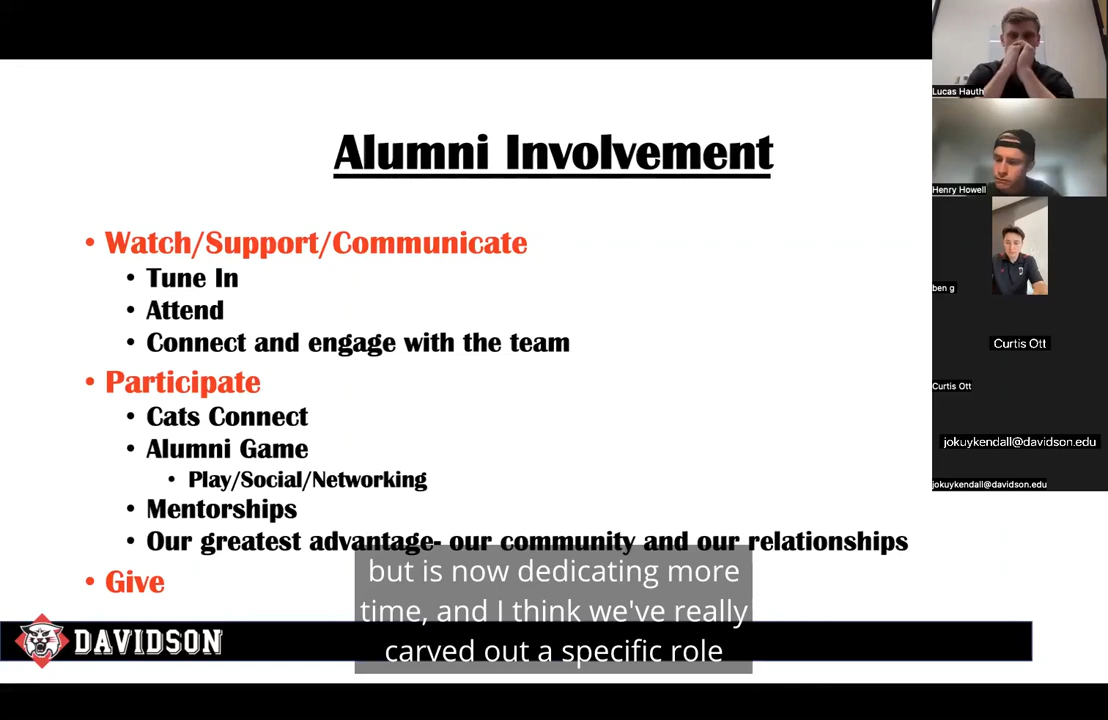 Alumni Involvement
• Watch/Support/Communicate
• Tune In
• Attend
• Connect and engage with the team
• Participate
• Cats Connect
• Alumni Game
• Play/Social/Networking
• Mentorships
• Our greatest advantage- our community and our relationships
• Give
but is now dedicating more
time, and I think we've really
carved out a specific role
DAVIDSON
Lucas Hauth
Henry Howell
ben g
Curtis Ott
Curtis Ott
jokuykendall@davidson.edu
jokuykendall@davidson.edu